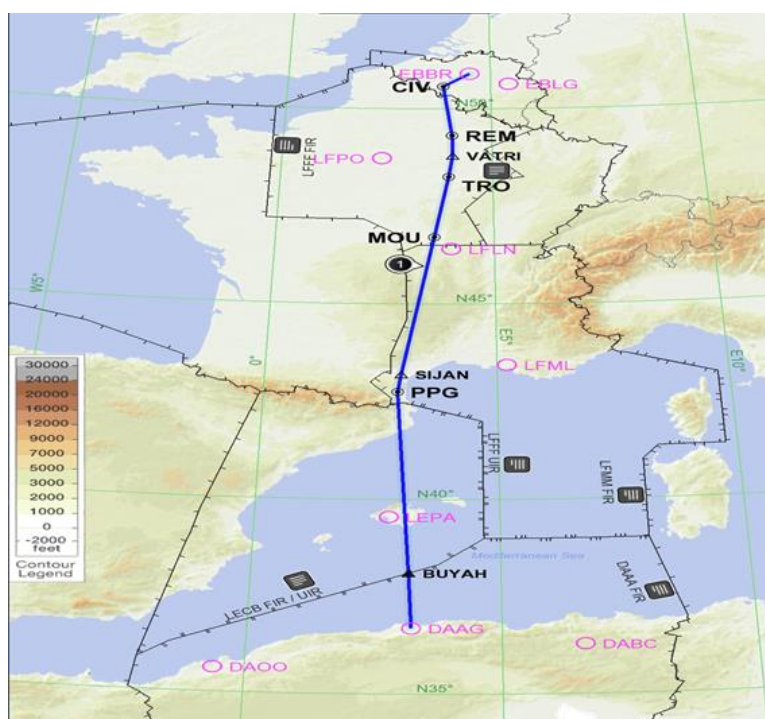 EBBR
EBLG
CIV
N50°
REM
LFFF FIR
LFPO
VATRI
TRO
MOU
LFLN
1
W5°
N45°
E5°
0°
E10°
30000
24000
20000
16000
12000
9000
7000
5000
3000
2000
1000
0
-2000
feet
Contour
Legend
SIJAN
LFML
PPG
LFFF UIR
LFMM FIR
N40°
LEPA
Mediterranean Sea
BUYAH
LECB FIR / UIR
DAAA FIR
DAAG
DABC
DAOO
N35°